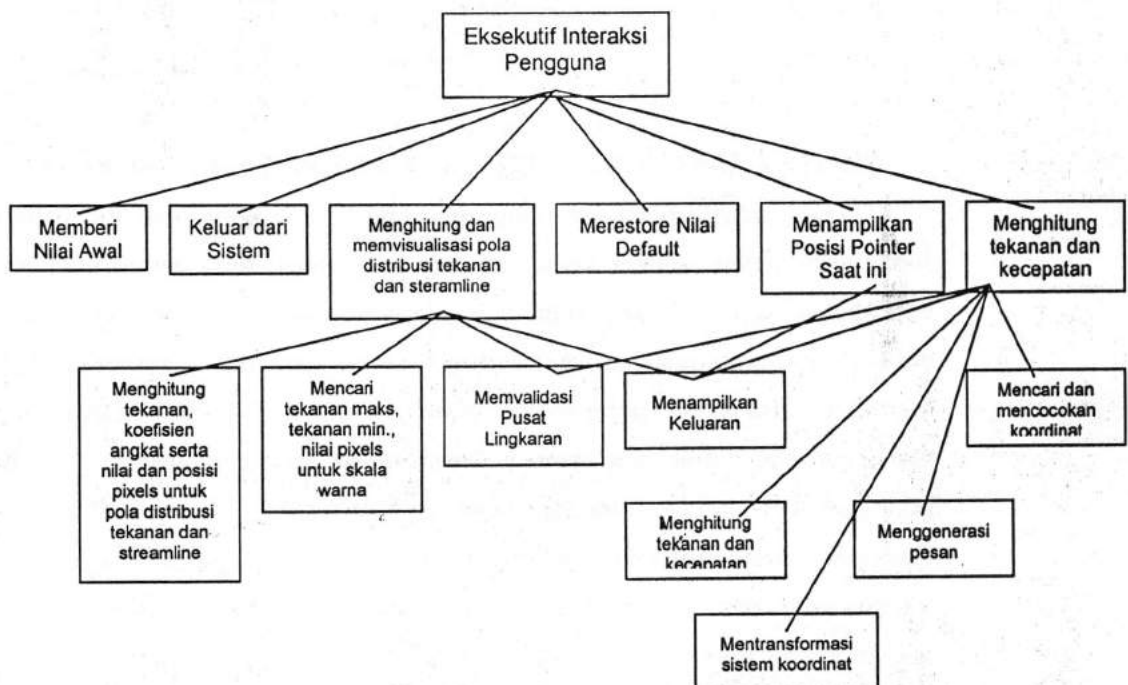 Eksekutif Interaksi
Pengguna
Memberi
Nilai Awal
Keluar dari
Sistem
Menghitung dan
memvisualisasi pola
distribusi tekanan
dan steramline
Merestore Nilai
Default
Menampilkan
Posisi Pointer
Saat ini
Menghitung
tekanan dan
kecepatan
Menghitung
tekanan,
koefisien
angkat serta
nilai dan posisi
pixels untuk
pola distribusi
tekanan dan
streamline
Mencari
tekanan maks,
tekanan min.,
nilai pixels
untuk skala
warna
Memvalidasi
Pusat
Lingkaran
Menampilkan
Keluaran
Mencari dan
mencocokan
koordinat
Menghitung
tekanan dan
kecepatan
Menggenerasi
pesan
Mentransformasi
sistem koordinat